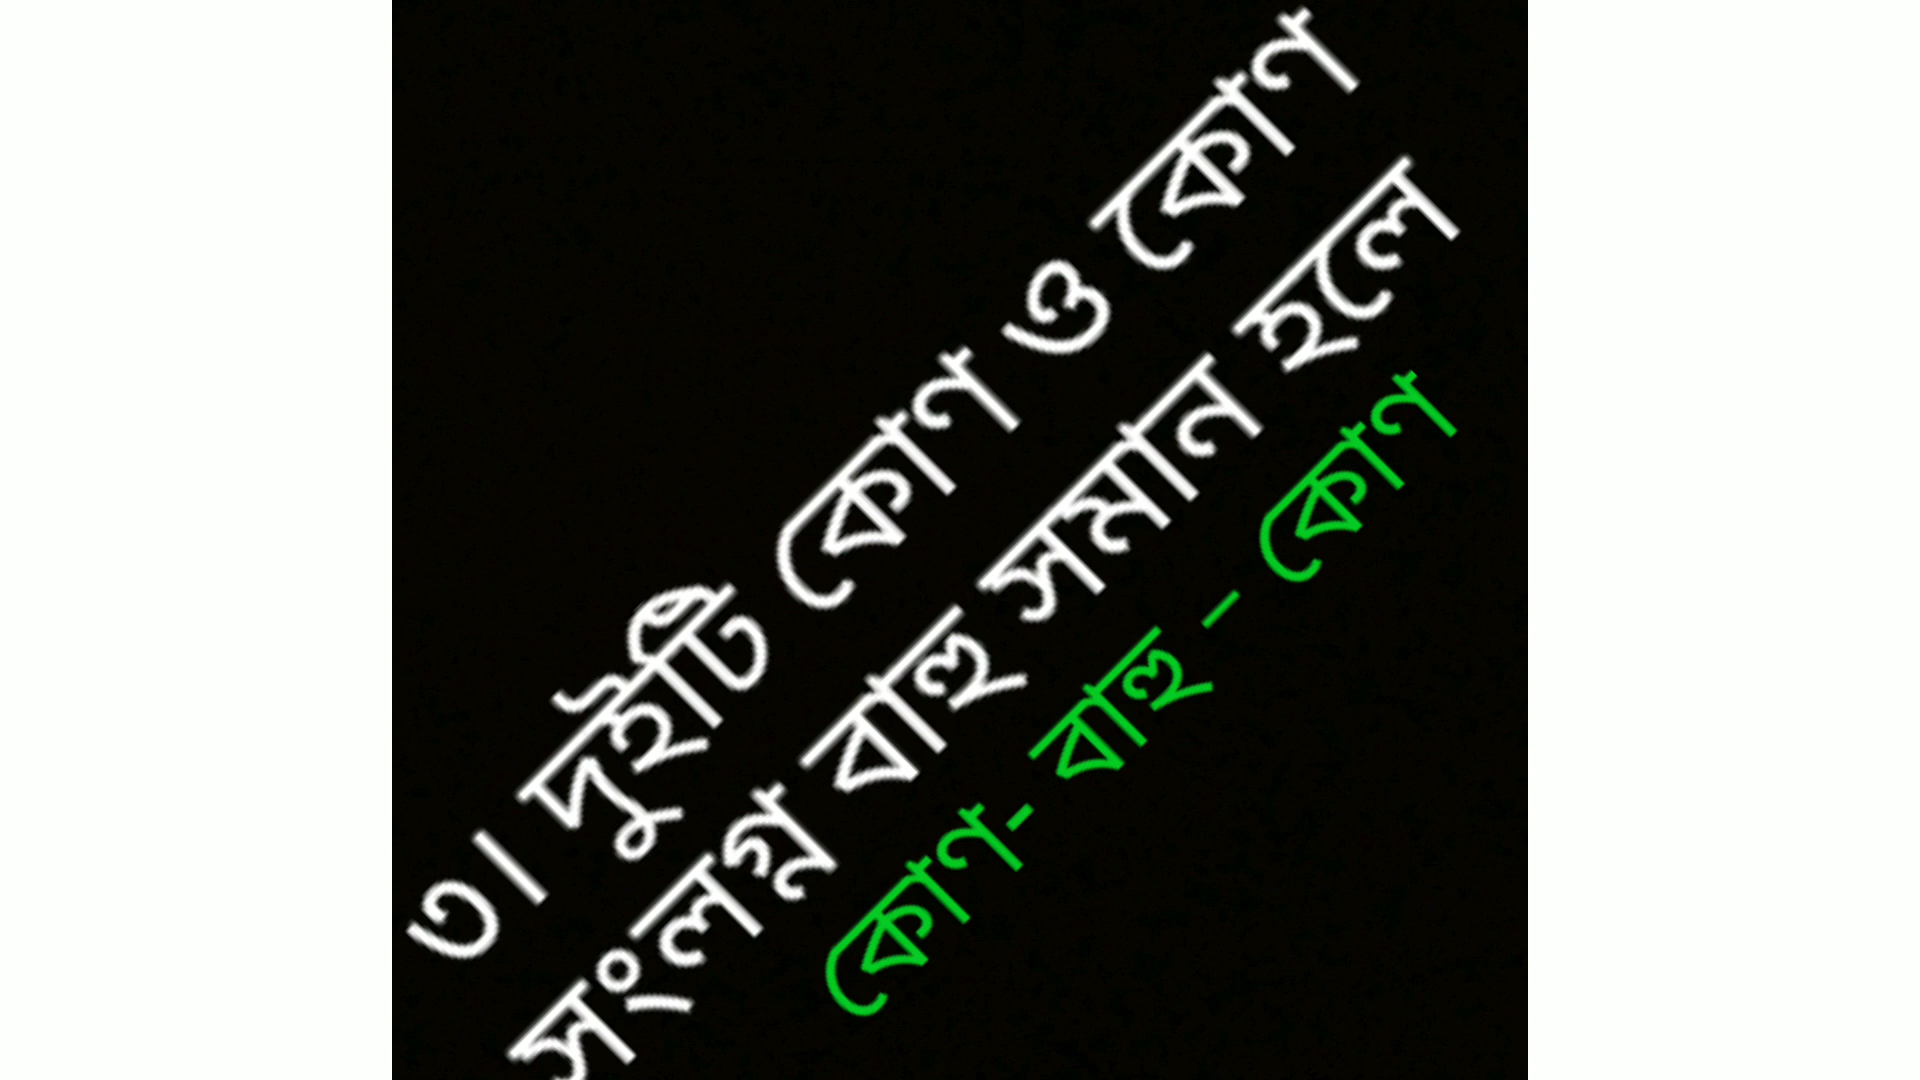 ৩। দুইটি কোণ ও কোণ
সংলগ্ন বাহু সমান হলে
কোণ- বাহু - কোণ